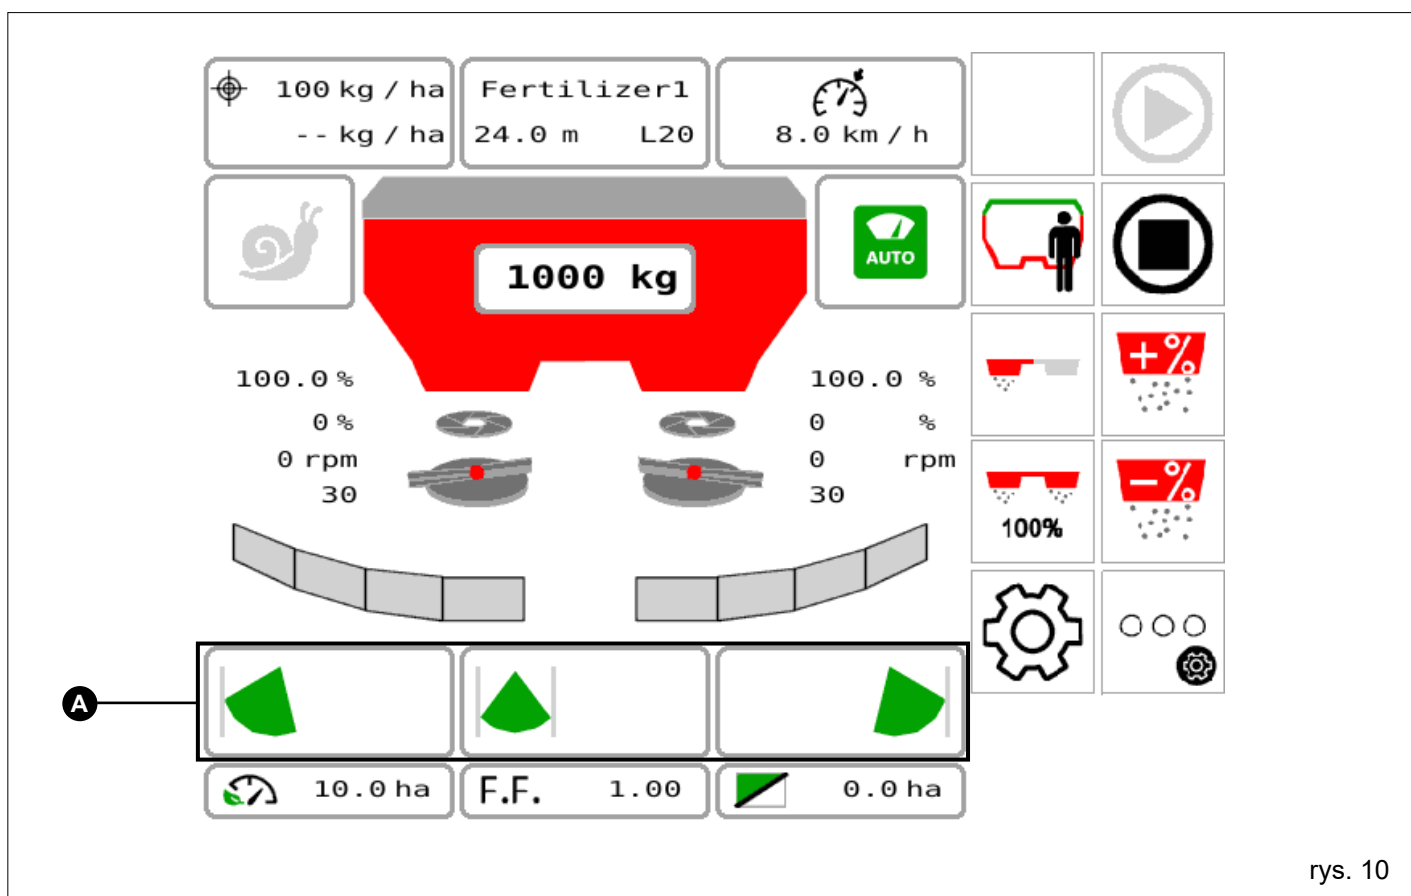 100 kg / ha
-- kg / ha
Fertilizer1
24.0 m L20
8.0 km / h
AUTO
1000 kg
100.0 %
0 %
0 rpm
30
100.0 %
0 %
0 rpm
30
+%
-%
100%
A
10.0 ha
F.F. 1.00
0.0 ha
rys. 10